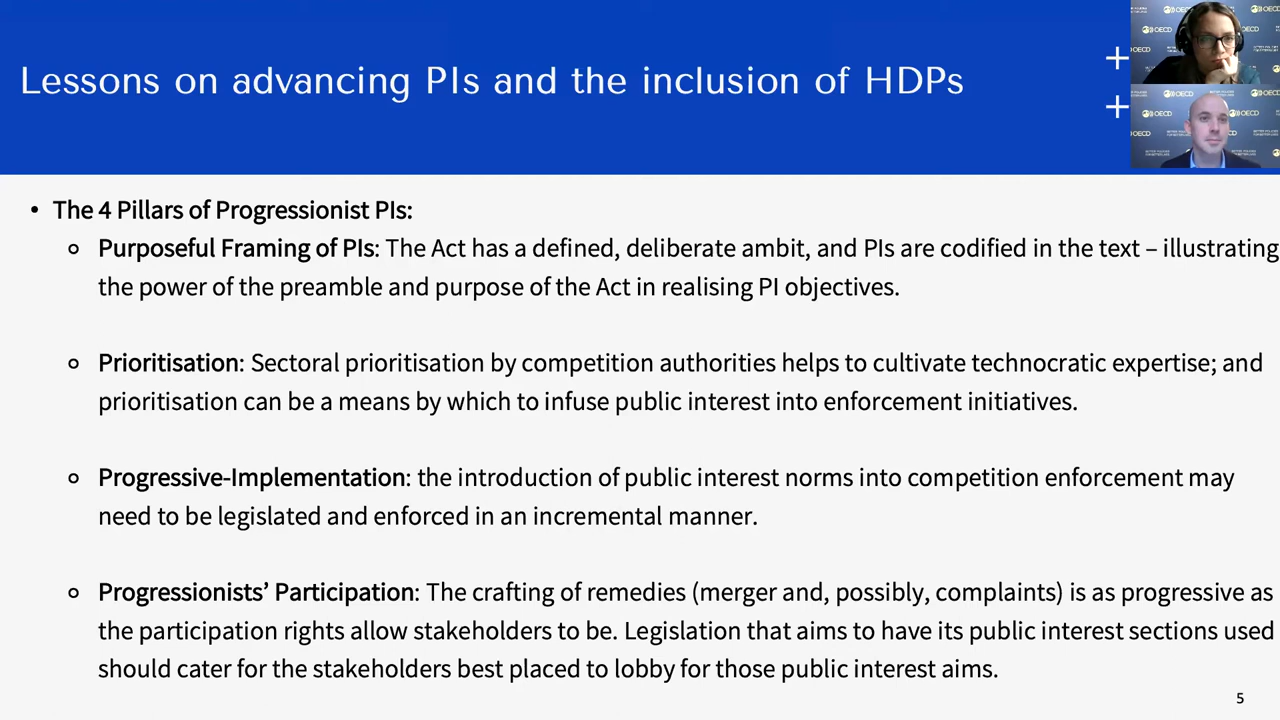 Lessons on advancing PIs and the inclusion of HDPs
OECD
OECD
OECD
OECD
OECD
OECD
• The 4 Pillars of Progressionist PIs:
Purposeful Framing of PIs: The Act has a defined, deliberate ambit, and PIs are codified in the text – illustrating
the power of the preamble and purpose of the Act in realising PI objectives.
Prioritisation: Sectoral prioritisation by competition authorities helps to cultivate technocratic expertise; and
prioritisation can be a means by which to infuse public interest into enforcement initiatives.
Progressive-Implementation: the introduction of public interest norms into competition enforcement may
need to be legislated and enforced in an incremental manner.
Progressionists’ Participation: The crafting of remedies (merger and, possibly, complaints) is as progressive as
the participation rights allow stakeholders to be. Legislation that aims to have its public interest sections used
should cater for the stakeholders best placed to lobby for those public interest aims.
5